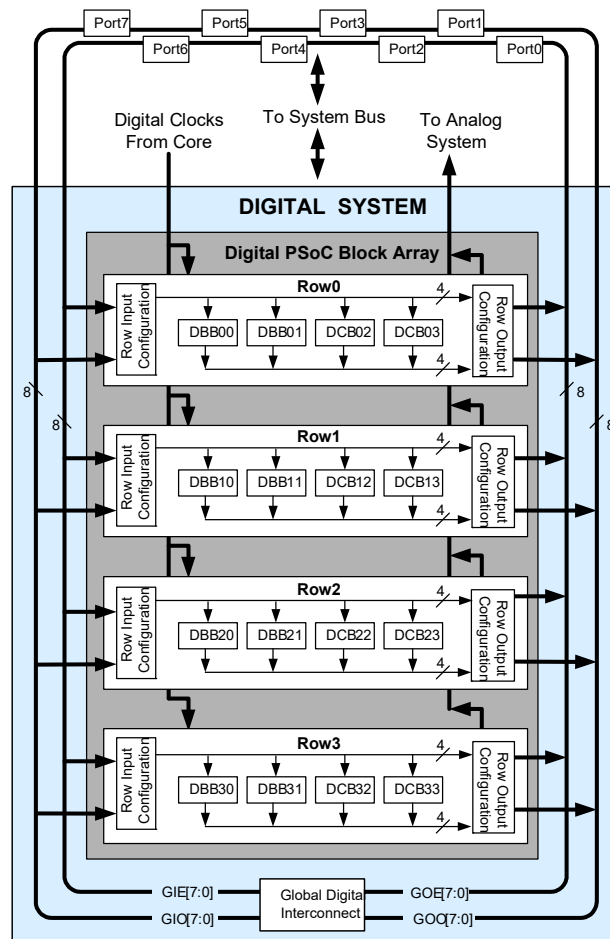 Port7 Port5 Port3 Port1
Port6 Port4 Port2 Port0
Digital Clocks
From Core
To System Bus
To Analog
System
DIGITAL SYSTEM
Digital PSoC Block Array
Row0
Row Input
Configuration
DBB00 DBB01 DCB02 DCB03
4
4
Row Output
Configuration
8
8
8
8
Row1
Row Input
Configuration
DBB10 DBB11 DCB12 DCB13
4
4
Row Output
Configuration
Row2
Row Input
Configuration
DBB20 DBB21 DCB22 DCB23
4
4
Row Output
Configuration
Row3
Row Input
Configuration
DBB30 DBB31 DCB32 DCB33
4
4
Row Output
Configuration
GIE[7:0]
GIO[7:0]
Global Digital
Interconnect
GOE[7:0]
GOO[7:0]